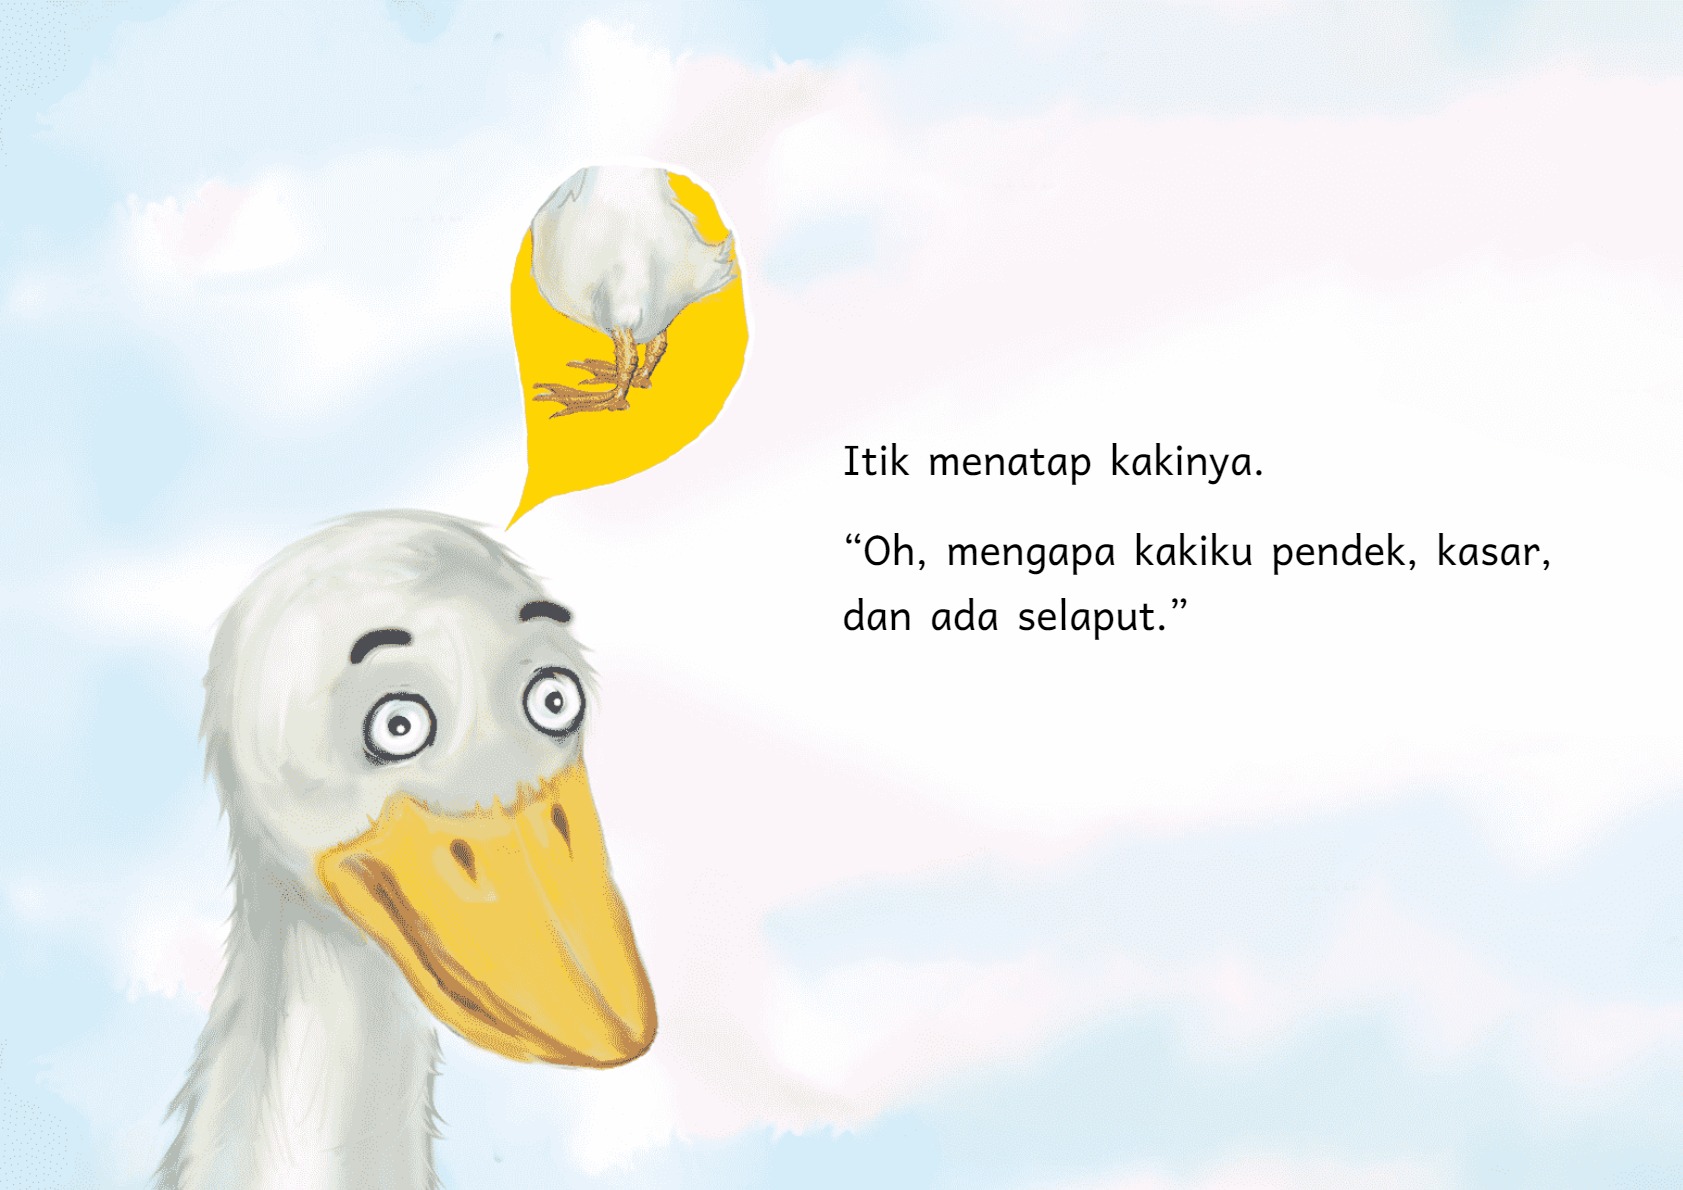 Itik menatap kakinya.
“Oh, mengapa kakiku pendek, kasar,
dan ada selaput.”